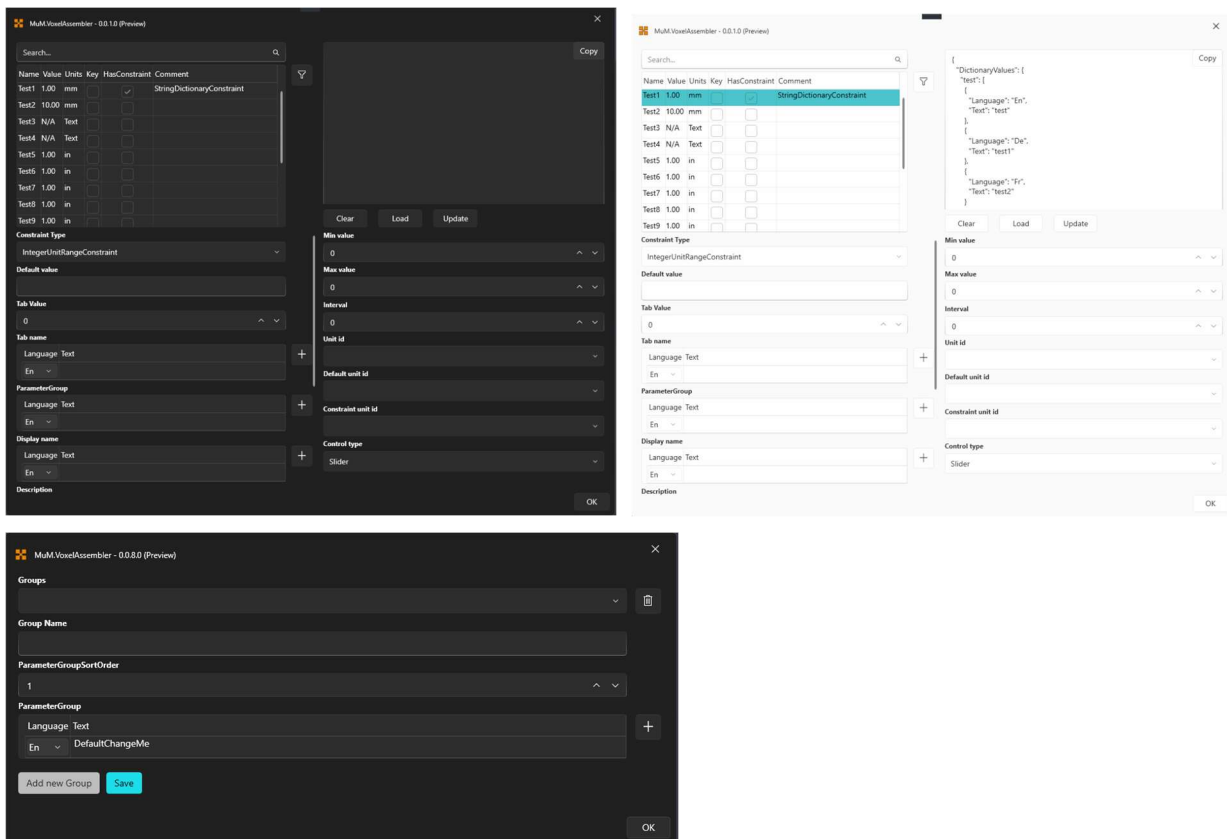 MuM.VoxelAssembler - 0.0.1.0 (Preview)
Search...
Copy
Name Value Units Key HasConstraint Comment
Test1 1.00 mm StringDictionaryConstraint
Test2 10.00 mm
Test3 N/A Text
Test4 N/A Text
Test5 1.00 in
Test6 1.00 in
Test7 1.00 in
Test8 1.00 in
Test9 1.00 in
Clear Load Update
Constraint Type
IntegerUnitRangeConstraint
Default value
Tab Value
0
Tab name
Language Text
En
ParameterGroup
Language Text
En
Display name
Language Text
En
Description
Min value
0
Max value
0
Interval
0
Unit id
Default unit id
Constraint unit id
Control type
Slider
OK
MuM.VoxelAssembler - 0.0.1.0 (Preview)
Search...
Name Value Units Key HasConstraint Comment
Test1 1.00 mm StringDictionaryConstraint
Test2 10.00 mm
Test3 N/A Text
Test4 N/A Text
Test5 1.00 in
Test6 1.00 in
Test7 1.00 in
Test8 1.00 in
Test9 1.00 in
Copy
{
"DictionaryValues": {
"test": [
{
"Language": "En",
"Text": "test"
},
{
"Language": "De",
"Text": "test1"
},
{
"Language": "Fr",
"Text": "test2"
}
Clear Load Update
Constraint Type
IntegerUnitRangeConstraint
Default value
Tab Value
0
Tab name
Language Text
En
ParameterGroup
Language Text
En
Display name
Language Text
En
Description
Min value
0
Max value
0
Interval
0
Unit id
Default unit id
Constraint unit id
Control type
Slider
OK
MuM.VoxelAssembler - 0.0.8.0 (Preview)
Groups
Group Name
ParameterGroupSortOrder
1
ParameterGroup
Language Text
En DefaultChangeMe
Add new Group Save
OK